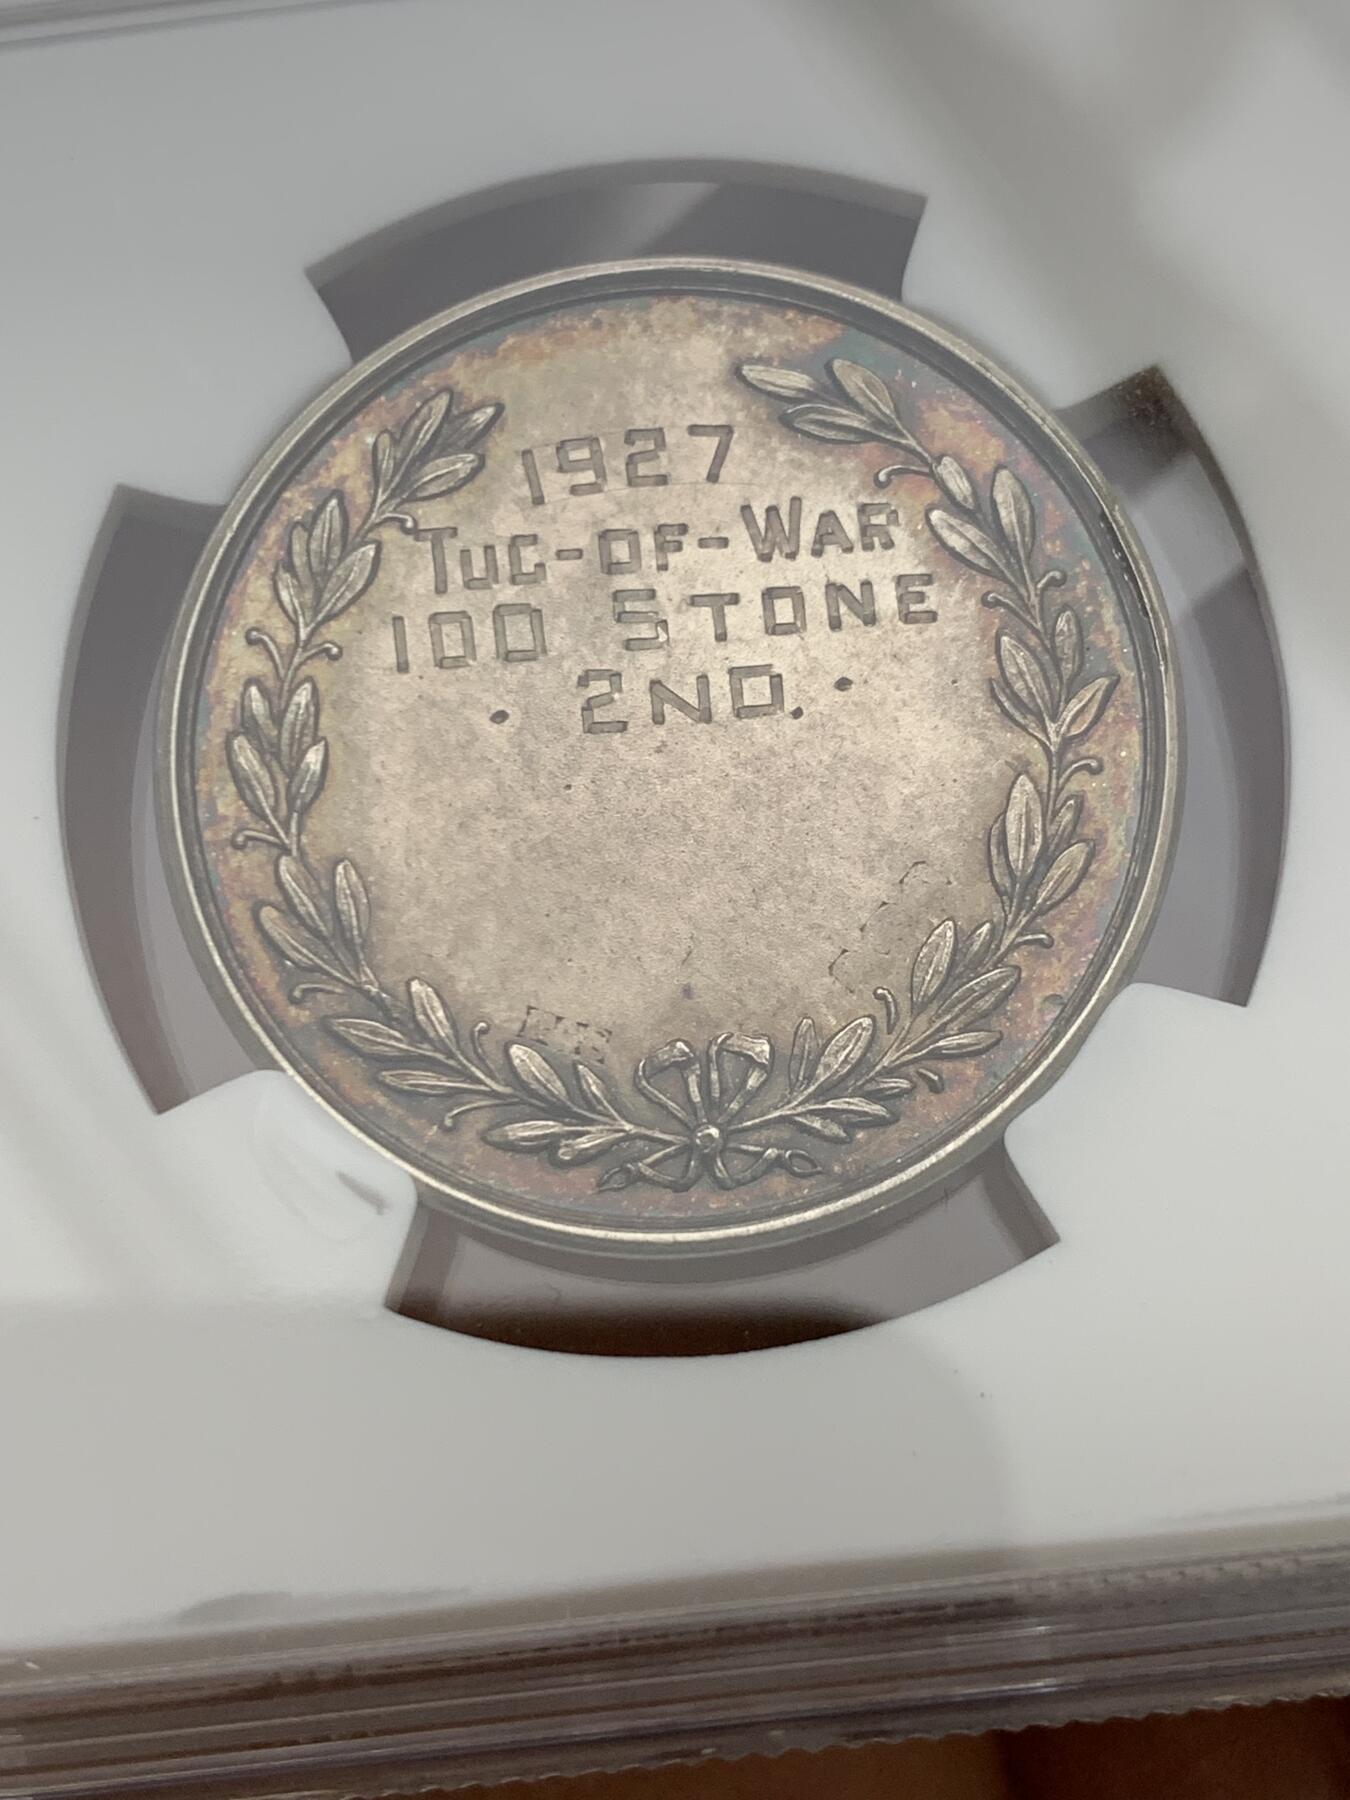 1927
TUG-OF-WAR
100 STONE
2ND.